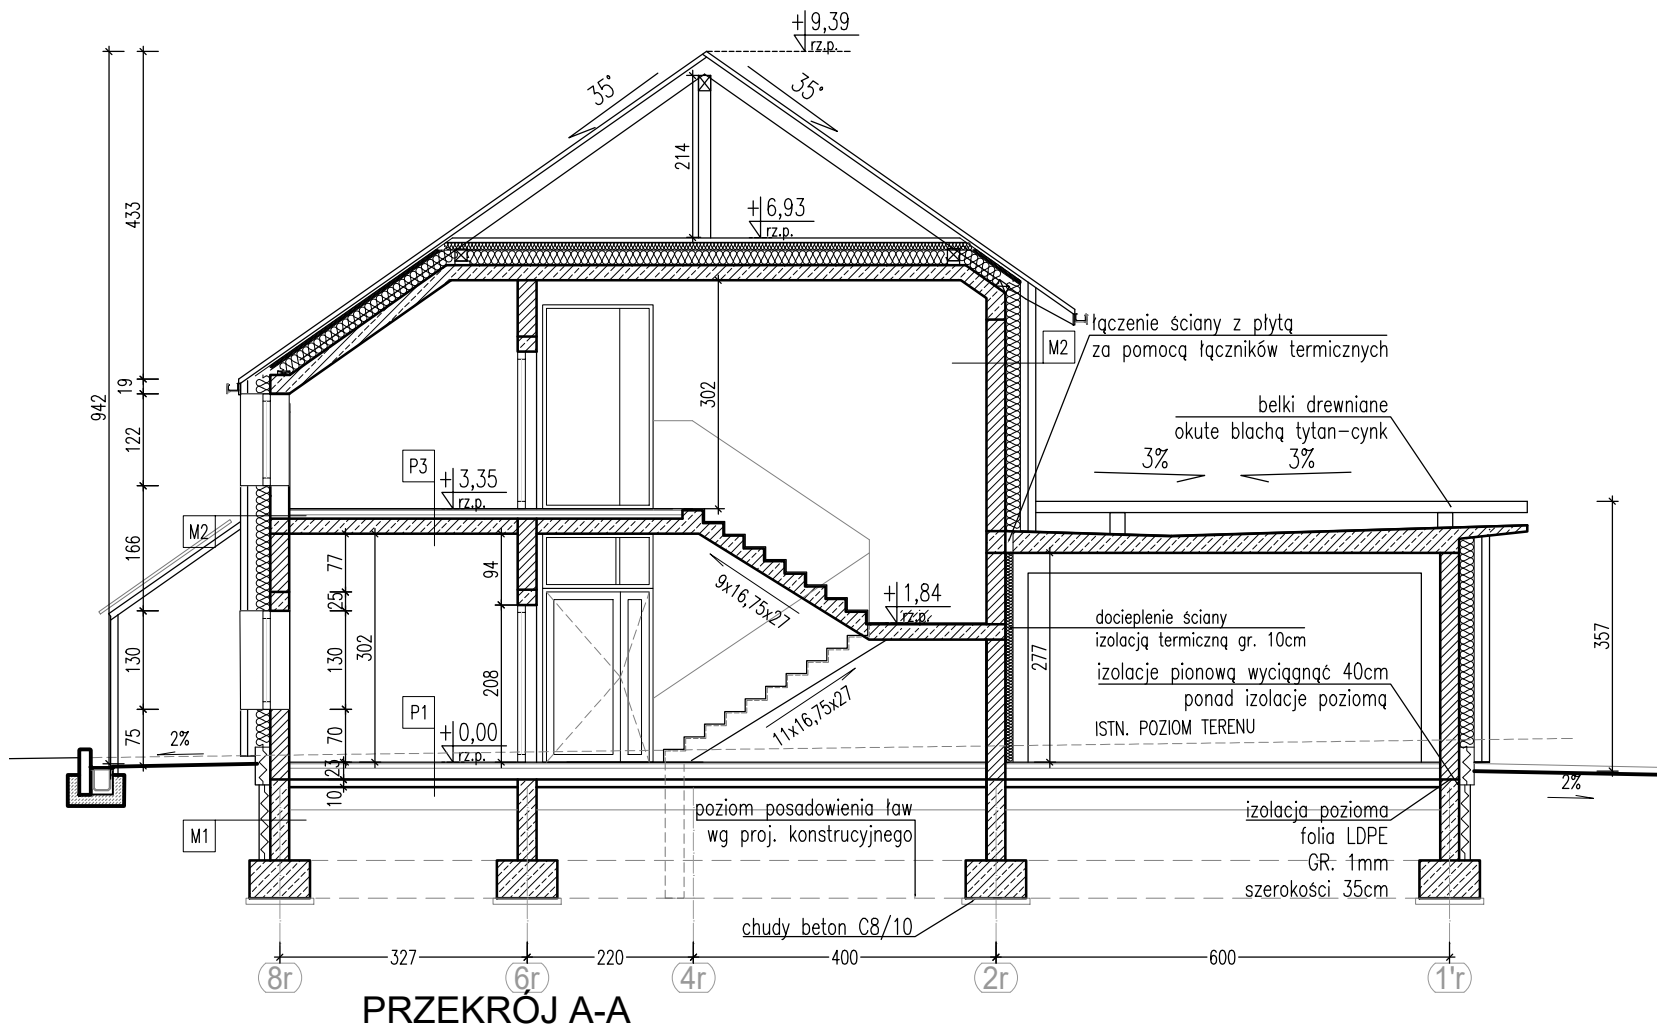 +9,39
rz.p.
35°
35°
214
+6,93
rz.p.
433
19
942
122
166
130
75
302
M2
łączenie ściany z płytą
za pomocą łączników termicznych
belki drewniane
okute blachą tytan-cynk
3%
3%
P3
+3,35
rz.p.
M2
77
25
130
302
70
23
10
94
208
9x16,75x27
+1,84
rz.p.
11x16,75x27
277
357
docieplenie ściany
izolacją termiczną gr. 10cm
izolacje pionową wyciągnąć 40cm
ponad izolacje poziomą
ISTN. POZIOM TERENU
P1
+0,00
rz.p.
2%
2%
M1
poziom posadowienia ław
wg proj. konstrucyjnego
izolacja pozioma
folia LDPE
GR. 1mm
szerokości 35cm
chudy beton C8/10
327
220
400
600
8r
6r
4r
2r
1'r
PRZEKRÓJ A-A